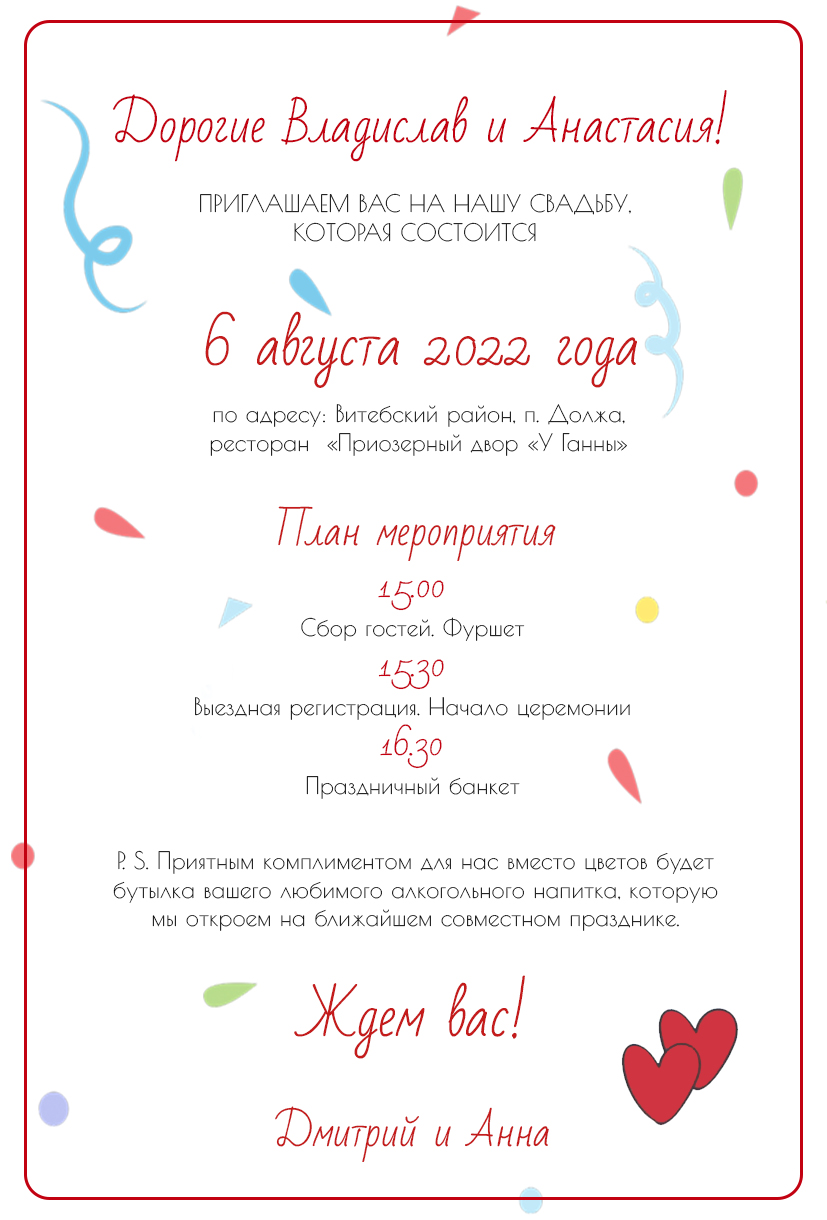 Дорогие Владислав и Анастасия!
ПРИГЛАШАЕМ ВАС НА НАШУ СВАДЬБУ,
КОТОРАЯ СОСТОИТСЯ
6 августа 2022 года
по адресу: Витебский район, п. Должа,
ресторан «Приозерный двор «У Ганны»
План мероприятия
15.00
Сбор гостей. Фуршет
15.30
Выездная регистрация. Начало церемонии
16.30
Праздничный банкет
P. S. Приятным комплиментом для нас вместо цветов будет
бутылка вашего любимого алкогольного напитка, которую
мы откроем на ближайшем совместном празднике.
Ждем вас!
Дмитрий и Анна